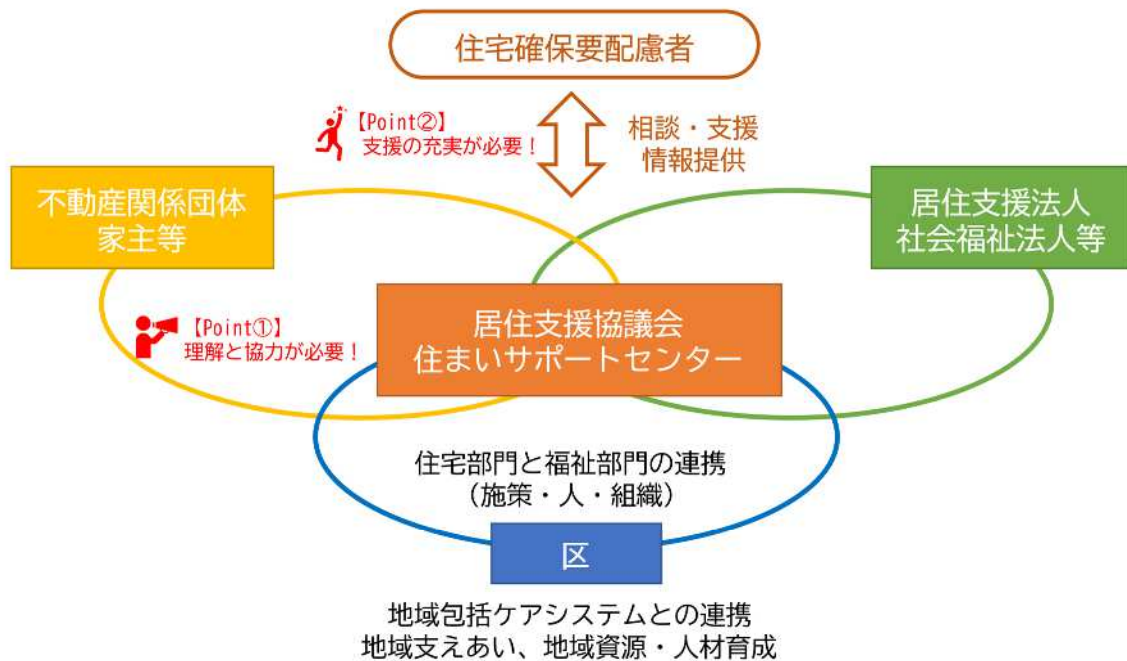 住宅確保要配慮者
【Point②】
支援の充実が必要！
相談・支援
情報提供
不動産関係団体
家主等
居住支援法人
社会福祉法人等
【Point①】
理解と協力が必要！
居住支援協議会
住まいサポートセンター
住宅部門と福祉部門の連携
（施策・人・組織）
区
地域包括ケアシステムとの連携
地域支えあい、地域資源・人材育成